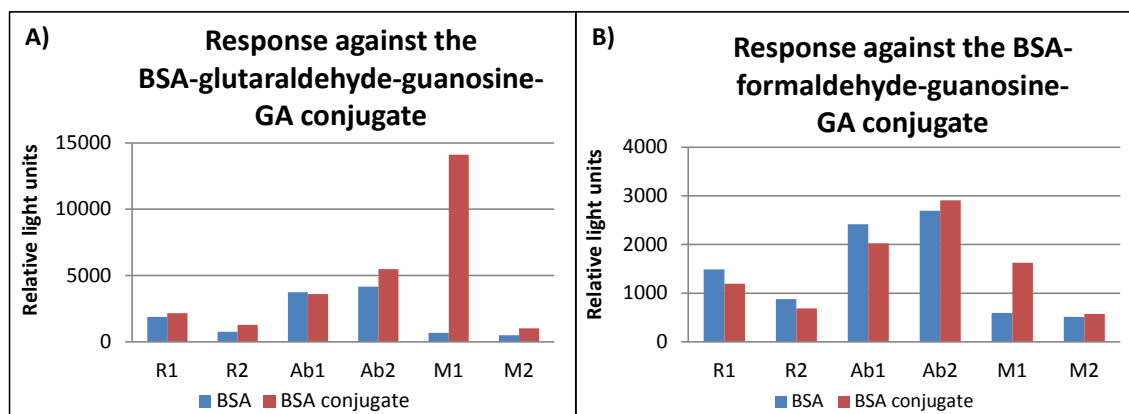 A)
Response against the
BSA-glutaraldehyde-guanosine-
GA conjugate
Relative light units
15000
10000
5000
0
R1 R2 Ab1 Ab2 M1 M2
BSA BSA conjugate
B)
Response against the BSA-
formaldehyde-guanosine-
GA conjugate
Relative light units
4000
3000
2000
1000
0
R1 R2 Ab1 Ab2 M1 M2
BSA BSA conjugate